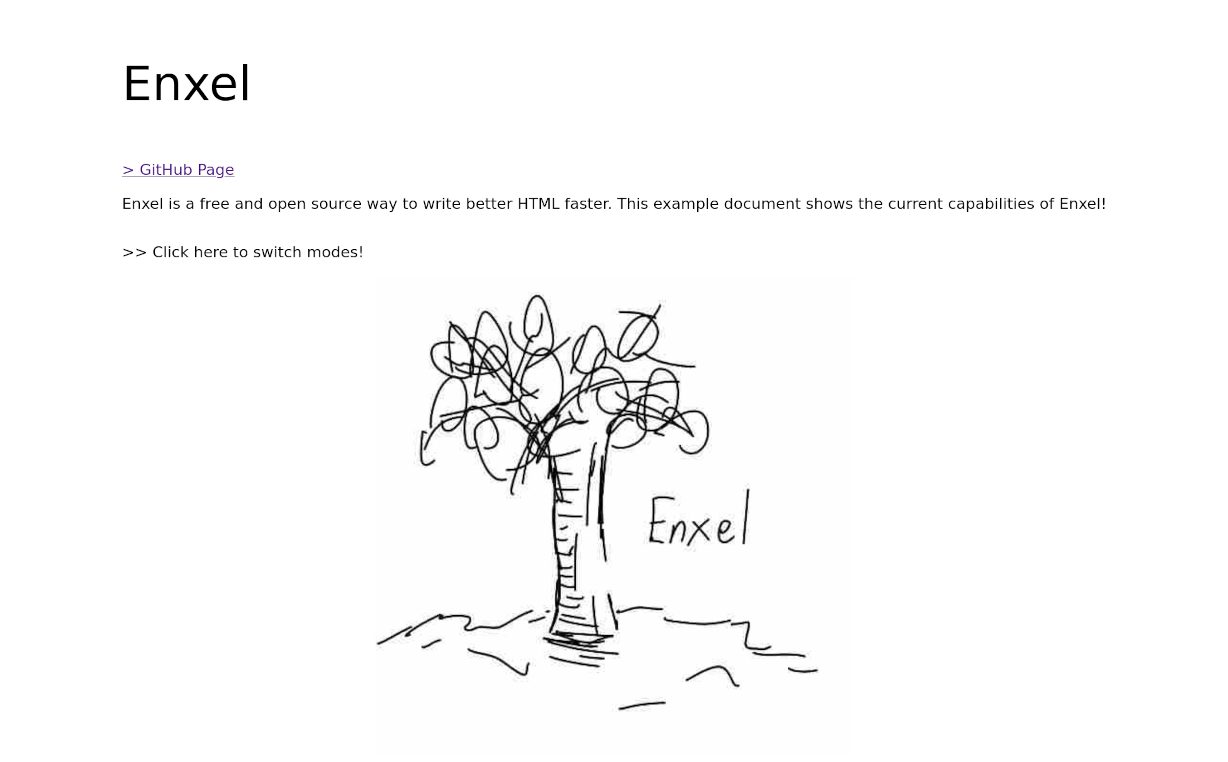 Enxel
> GitHub Page
Enxel is a free and open source way to write better HTML faster. This example document shows the current capabilities of Enxel!
>> Click here to switch modes!
Enxel